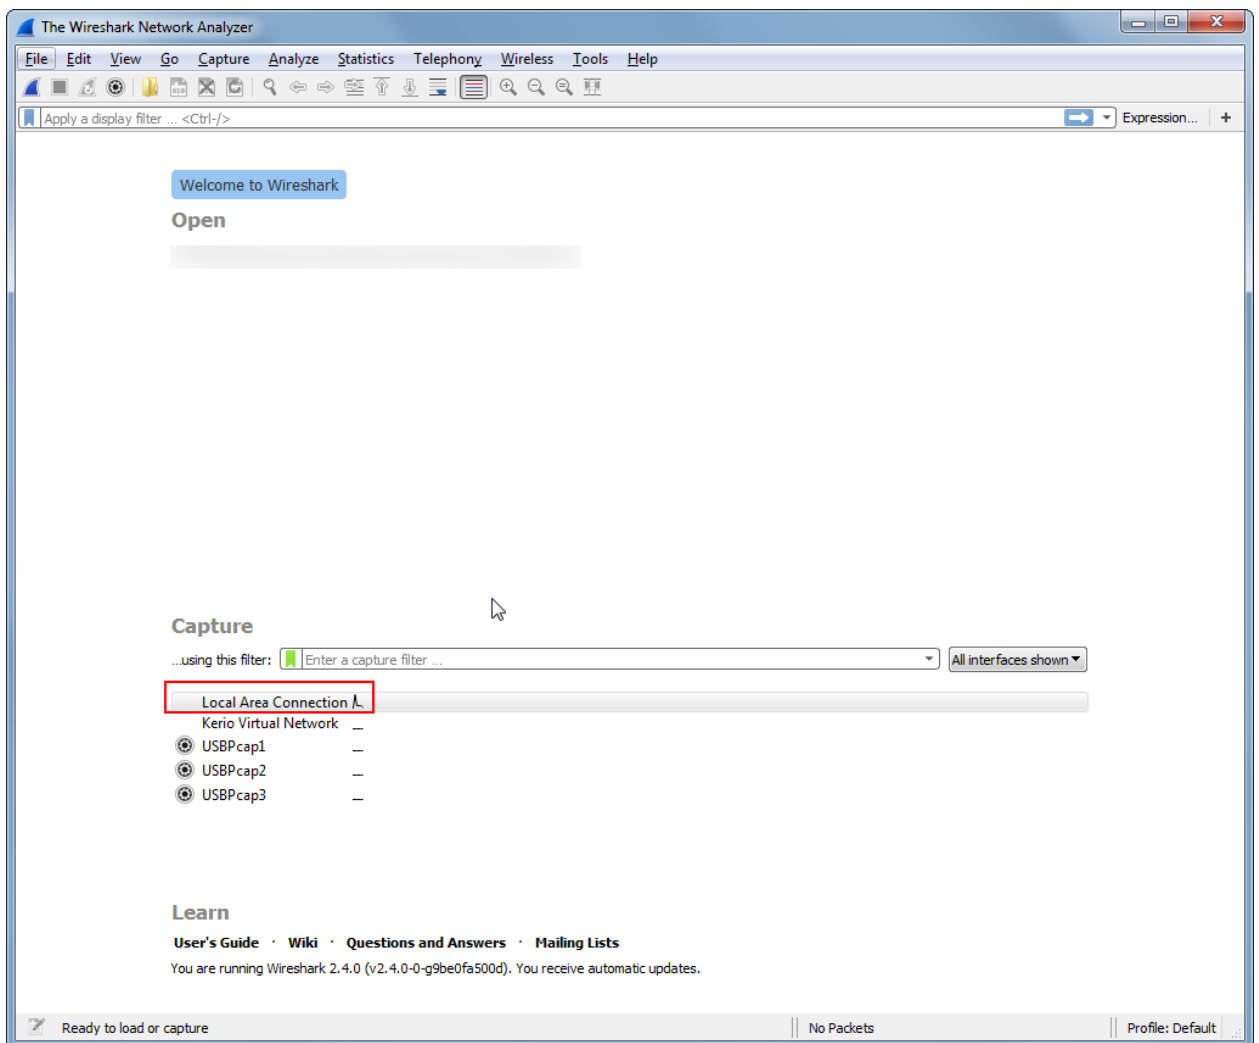 The Wireshark Network Analyzer
File Edit View Go Capture Analyze Statistics Telephony Wireless Tools Help
Apply a display filter ... <Ctrl-/> Expression... +
Welcome to Wireshark
Open
Capture
...using this filter: Enter a capture filter ... All interfaces shown
Local Area Connection
Kerio Virtual Network
USBPcap1
USBPcap2
USBPcap3
Learn
User's Guide · Wiki · Questions and Answers · Mailing Lists
You are running Wireshark 2.4.0 (v2.4.0-0-g9be0fa500d). You receive automatic updates.
Ready to load or capture No Packets Profile: Default